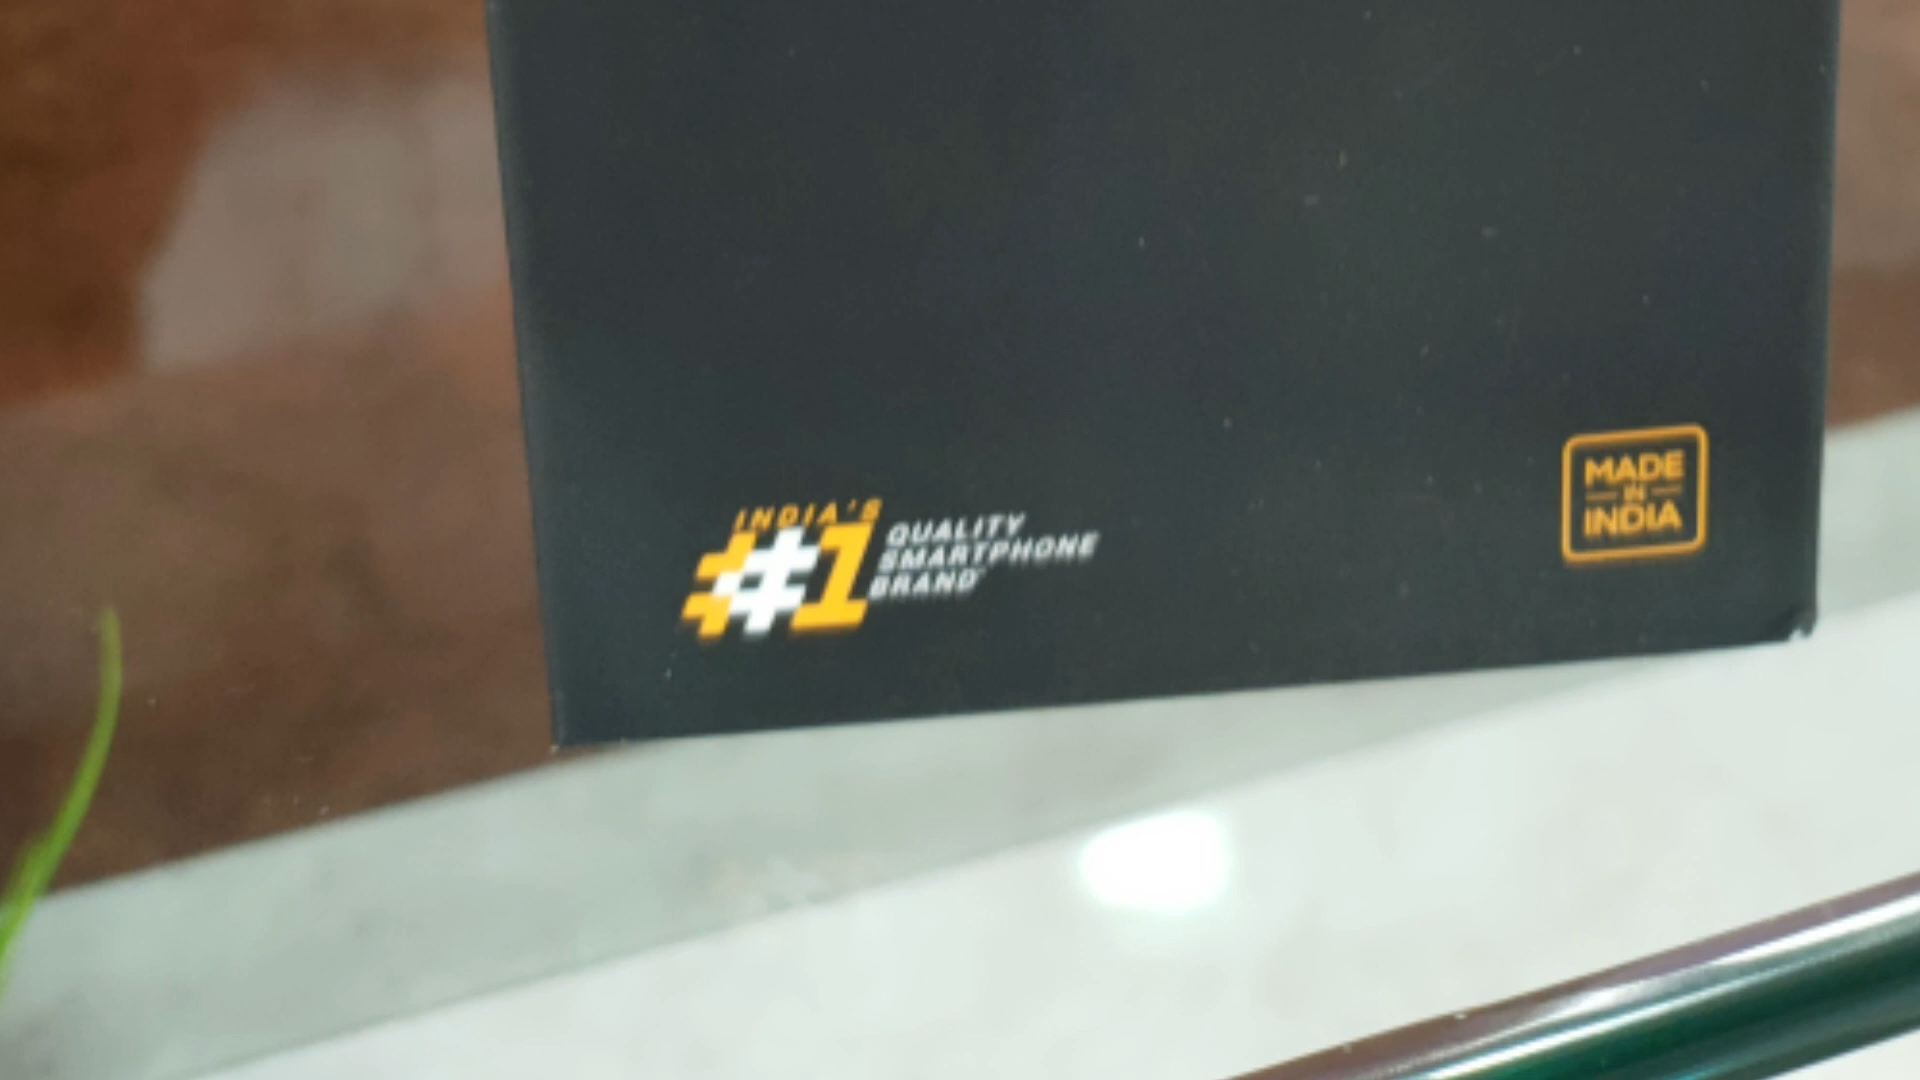 INDIA'S
#1
QUALITY
SMARTPHONE
BRAND
MADE
IN
INDIA